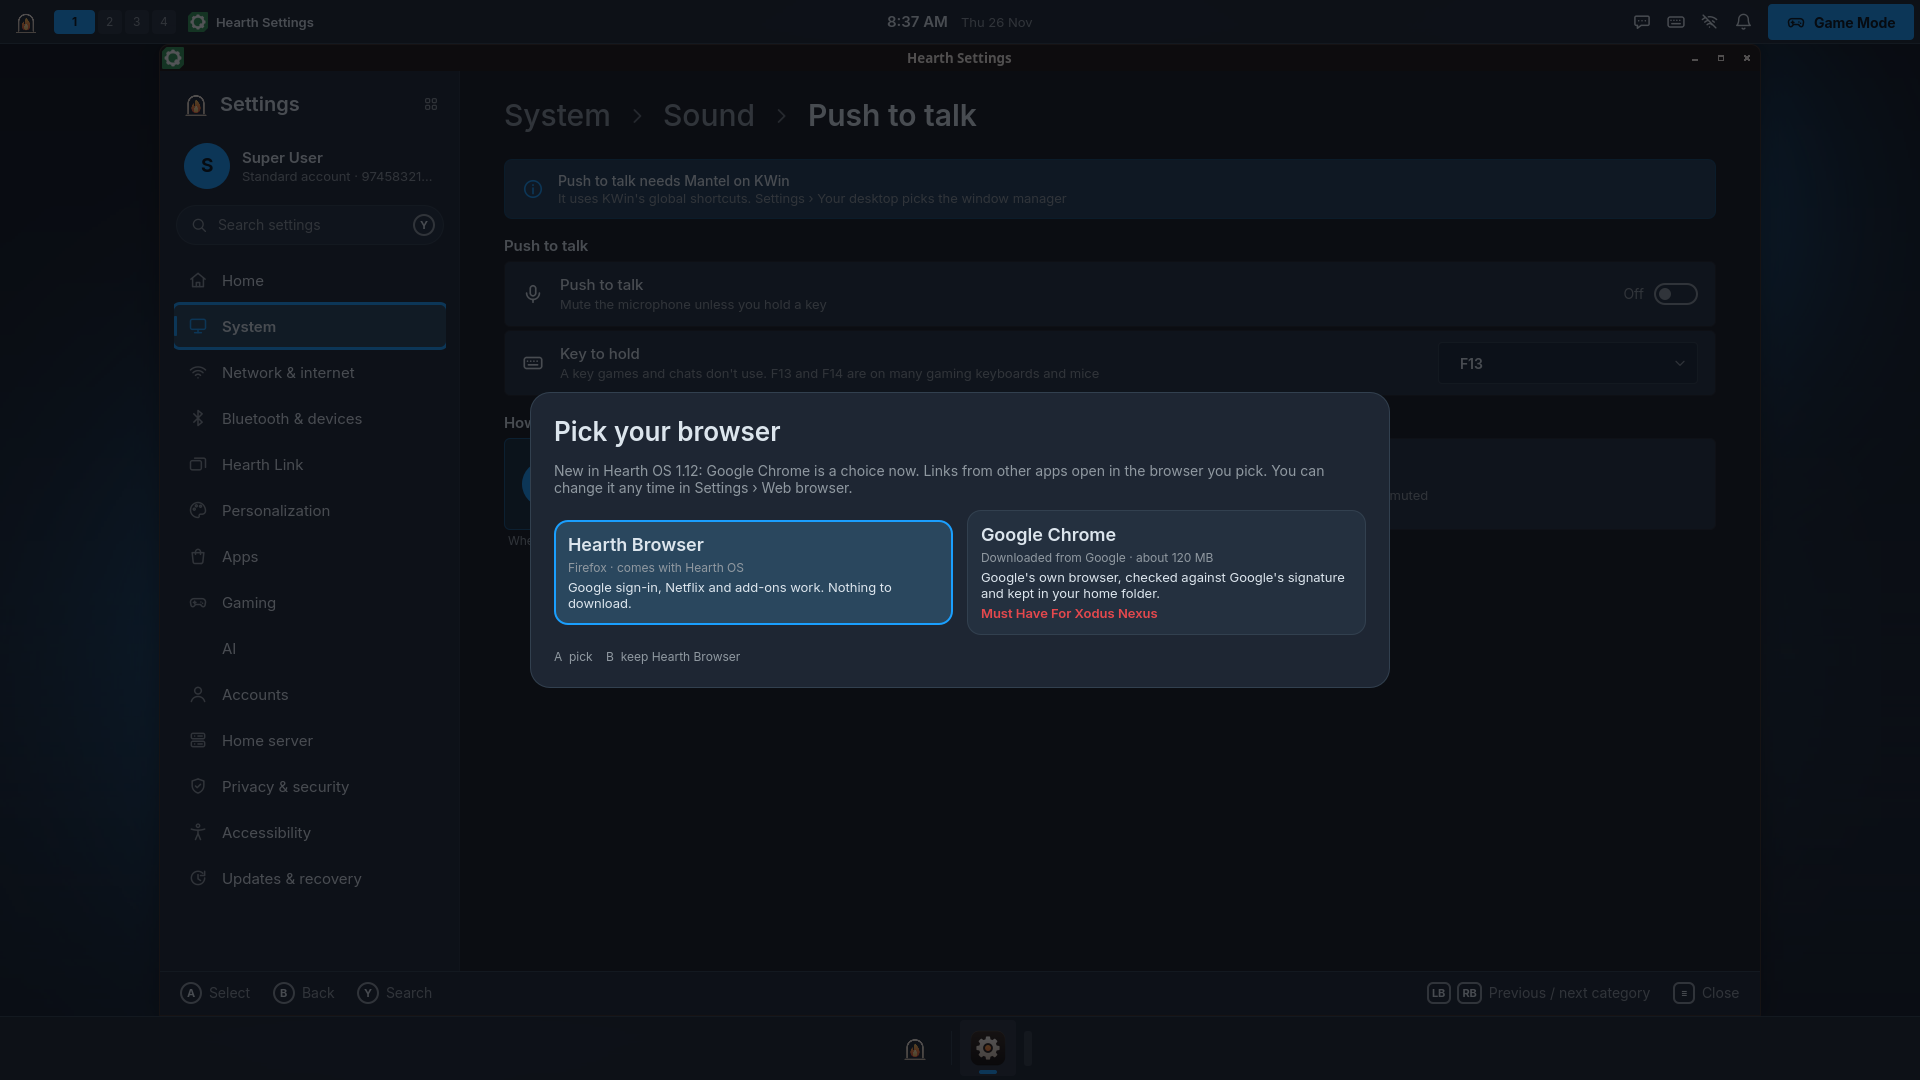 1 2 3 4 Hearth Settings
8:37 AM Thu 26 Nov
Game Mode
Hearth Settings
Settings
S
Super User
Standard account · 97458321...
Search settings Y
Home
System
Network & internet
Bluetooth & devices
Hearth Link
Personalization
Apps
Gaming
AI
Accounts
Home server
Privacy & security
Accessibility
Updates & recovery
System › Sound › Push to talk
Push to talk needs Mantel on KWin
It uses KWin's global shortcuts. Settings › Your desktop picks the window manager
Push to talk
Push to talk
Mute the microphone unless you hold a key
Off
Key to hold
A key games and chats don't use. F13 and F14 are on many gaming keyboards and mice
F13
muted
Pick your browser
New in Hearth OS 1.12: Google Chrome is a choice now. Links from other apps open in the browser you pick. You can
change it any time in Settings › Web browser.
Hearth Browser
Firefox · comes with Hearth OS
Google sign-in, Netflix and add-ons work. Nothing to
download.
Google Chrome
Downloaded from Google · about 120 MB
Google's own browser, checked against Google's signature
and kept in your home folder.
Must Have For Xodus Nexus
A pick B keep Hearth Browser
A Select B Back Y Search
LB RB Previous / next category ≡ Close